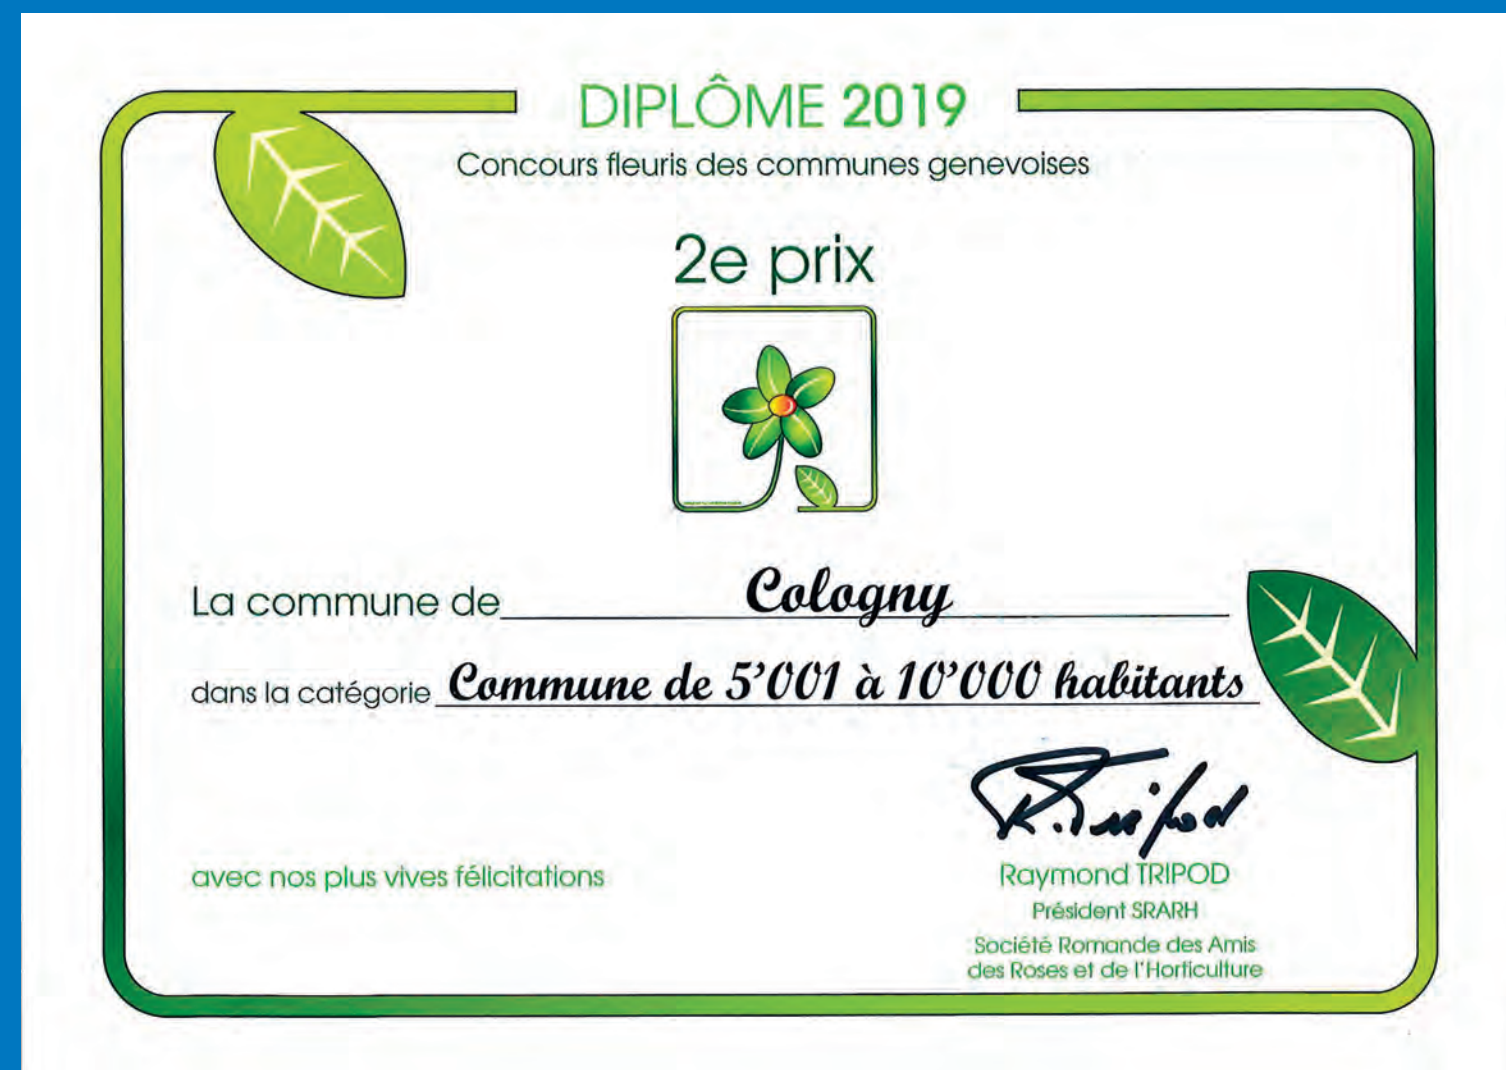 DIPLÔME 2019
Concours fleuris des communes genevoises
2e prix
La commune de Cologny
dans la catégorie Commune de 5'001 à 10'000 habitants
R. Tripod
avec nos plus vives félicitations
Raymond TRIPOD
Président SRARH
Société Romande des Amis
des Roses et de l'Horticulture